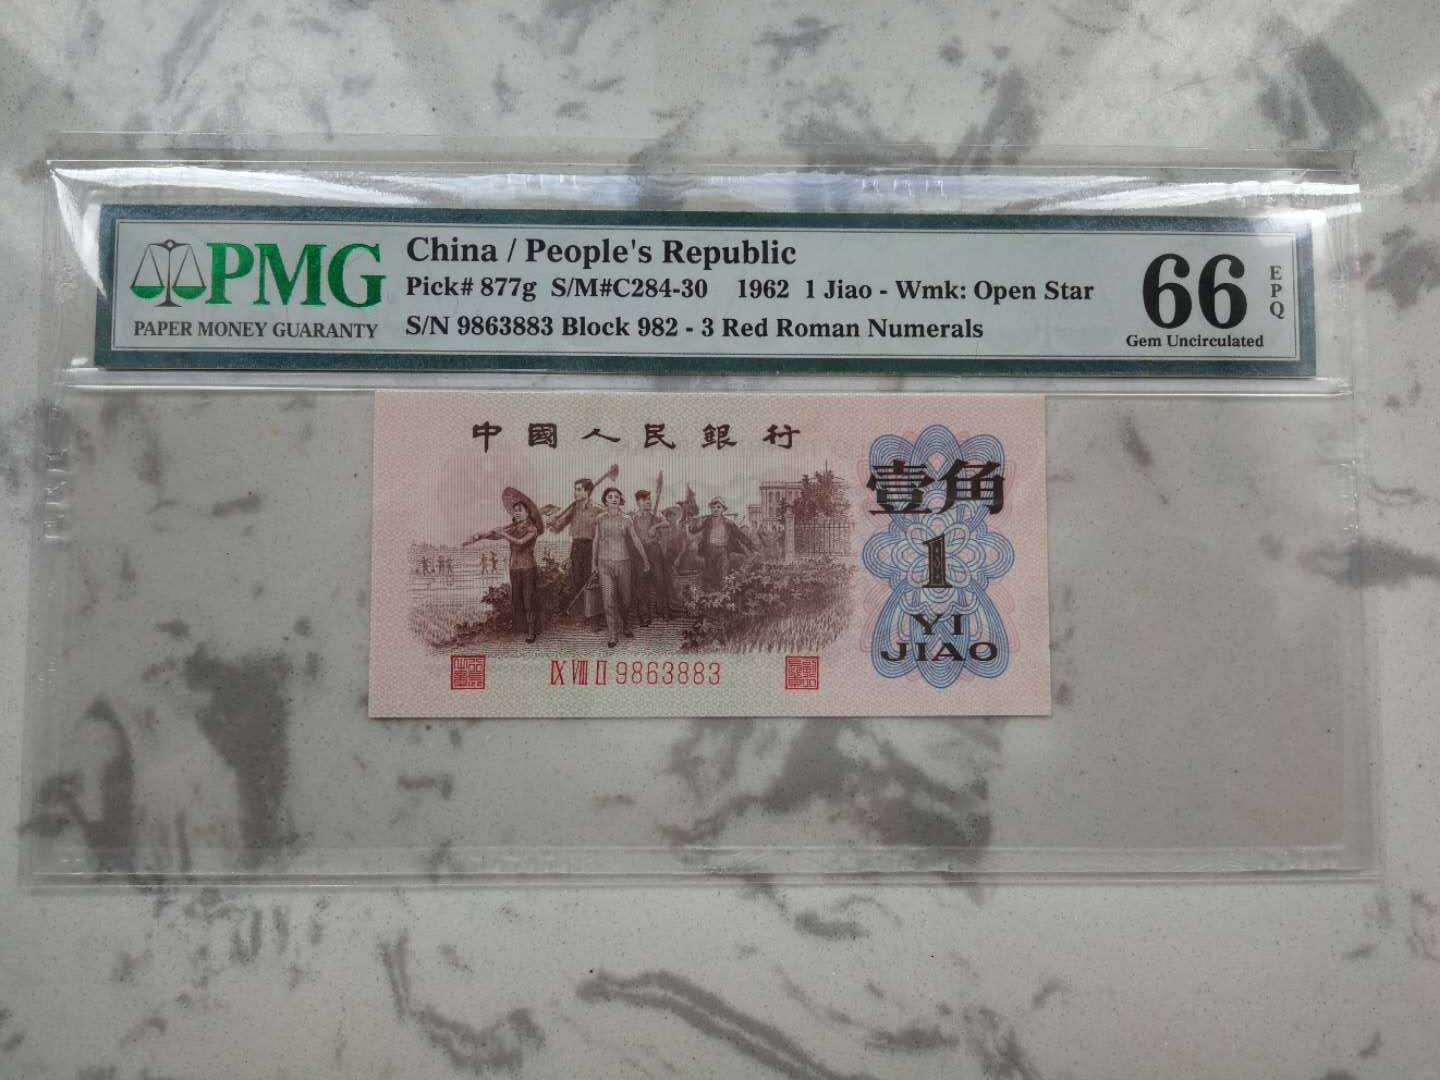 PMG
PAPER MONEY GUARANTY
China / People's Republic
Pick# 877g S/M#C284-30 1962 1 Jiao - Wmk: Open Star
S/N 9863883 Block 982 - 3 Red Roman Numerals
66
EPQ
Gem Uncirculated
中國人民銀行
壹角
1
YI
JIAO
IX VIII II 9863883